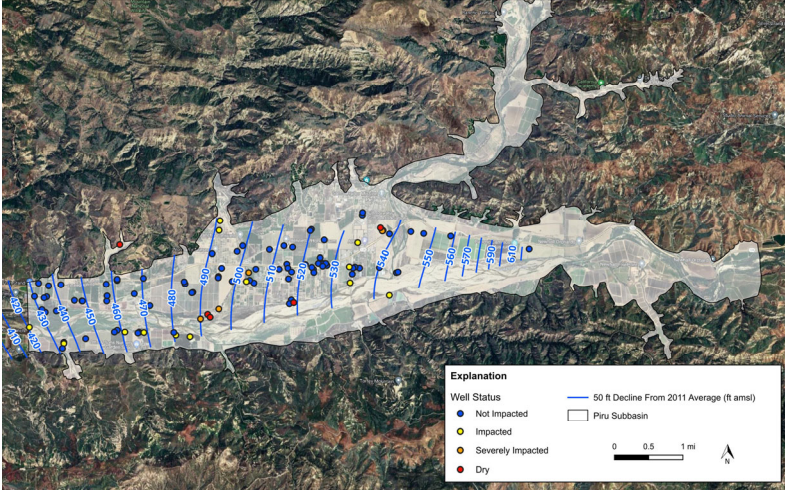 410
420
420
430
440
450
460
470
480
490
500
510
520
530
540
550
560
570
590
610
Explanation
Well Status
Not Impacted
Impacted
Severely Impacted
Dry
50 ft Decline From 2011 Average (ft amsl)
Piru Subbasin
0 0.5 1 mi
N